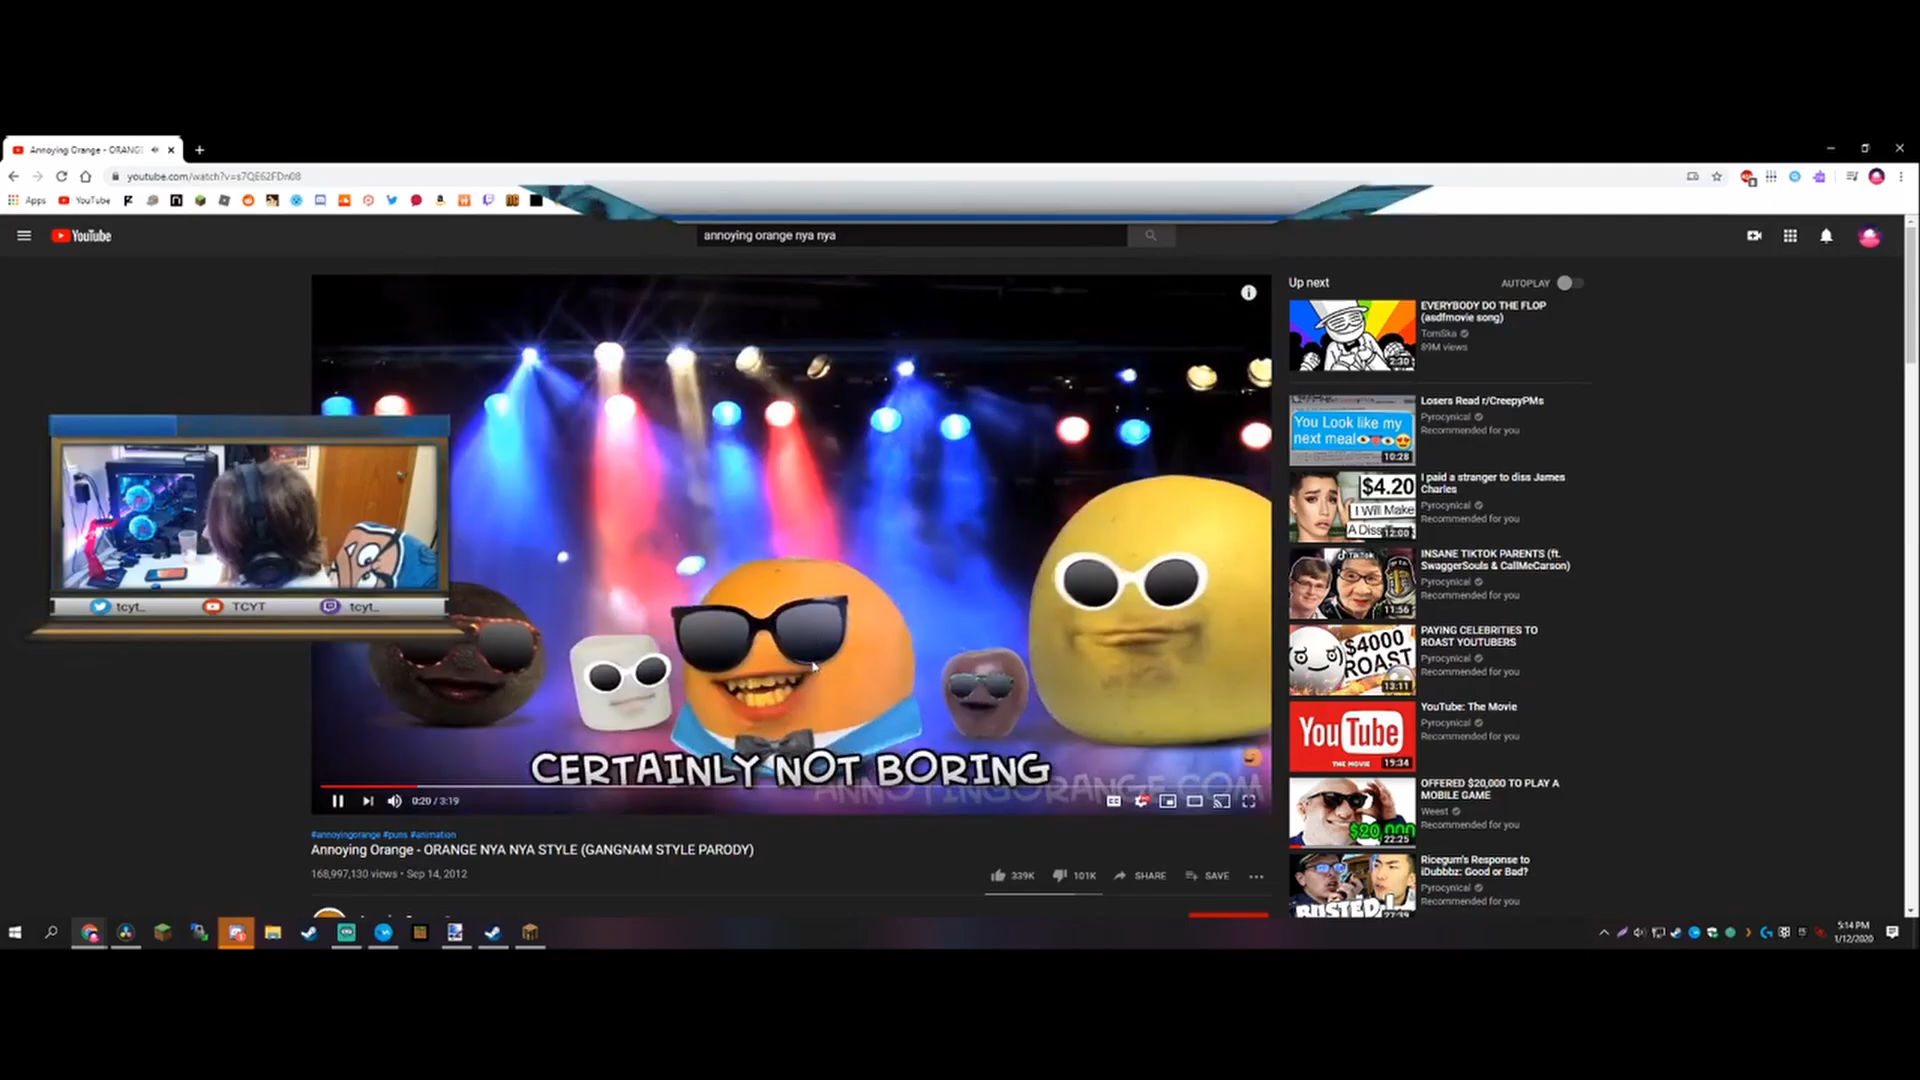 Annoying Orange - ORANGE
youtube.com/watch?v=s7QE62FDn08
Apps
YouTube
YouTube
annoying orange nya nya
Up next
AUTOPLAY
EVERYBODY DO THE FLOP
(asdfmovie song)
TomSka
89M views
2:30
Losers Read r/CreepyPMs
Pyrocynical
Recommended for you
You Look like my
next meal
10:28
I paid a stranger to diss James
Charles
Pyrocynical
Recommended for you
$4.20
I Will Make
A Diss
12:00
INSANE TIKTOK PARENTS (ft.
SwaggerSouls & CallMeCarson)
Pyrocynical
Recommended for you
TikTok
11:56
PAYING CELEBRITIES TO
ROAST YOUTUBERS
Pyrocynical
Recommended for you
$4000
ROAST
13:11
YouTube: The Movie
Pyrocynical
Recommended for you
YouTube
THE MOVIE
19:34
OFFERED $20,000 TO PLAY A
MOBILE GAME
Weest
Recommended for you
$20,000
22:25
Ricegum's Response to
iDubbbz: Good or Bad?
Pyrocynical
Recommended for you
BUSTED!
27:39
tcyt_
TCYT
tcyt_
CERTAINLY NOT BORING
ANNOYINGORANGE.COM
0:20 / 3:19
#annoyingorange #puns #animation
Annoying Orange - ORANGE NYA NYA STYLE (GANGNAM STYLE PARODY)
168,997,130 views • Sep 14, 2012
339K
101K
SHARE
SAVE
5:14 PM
1/12/2020